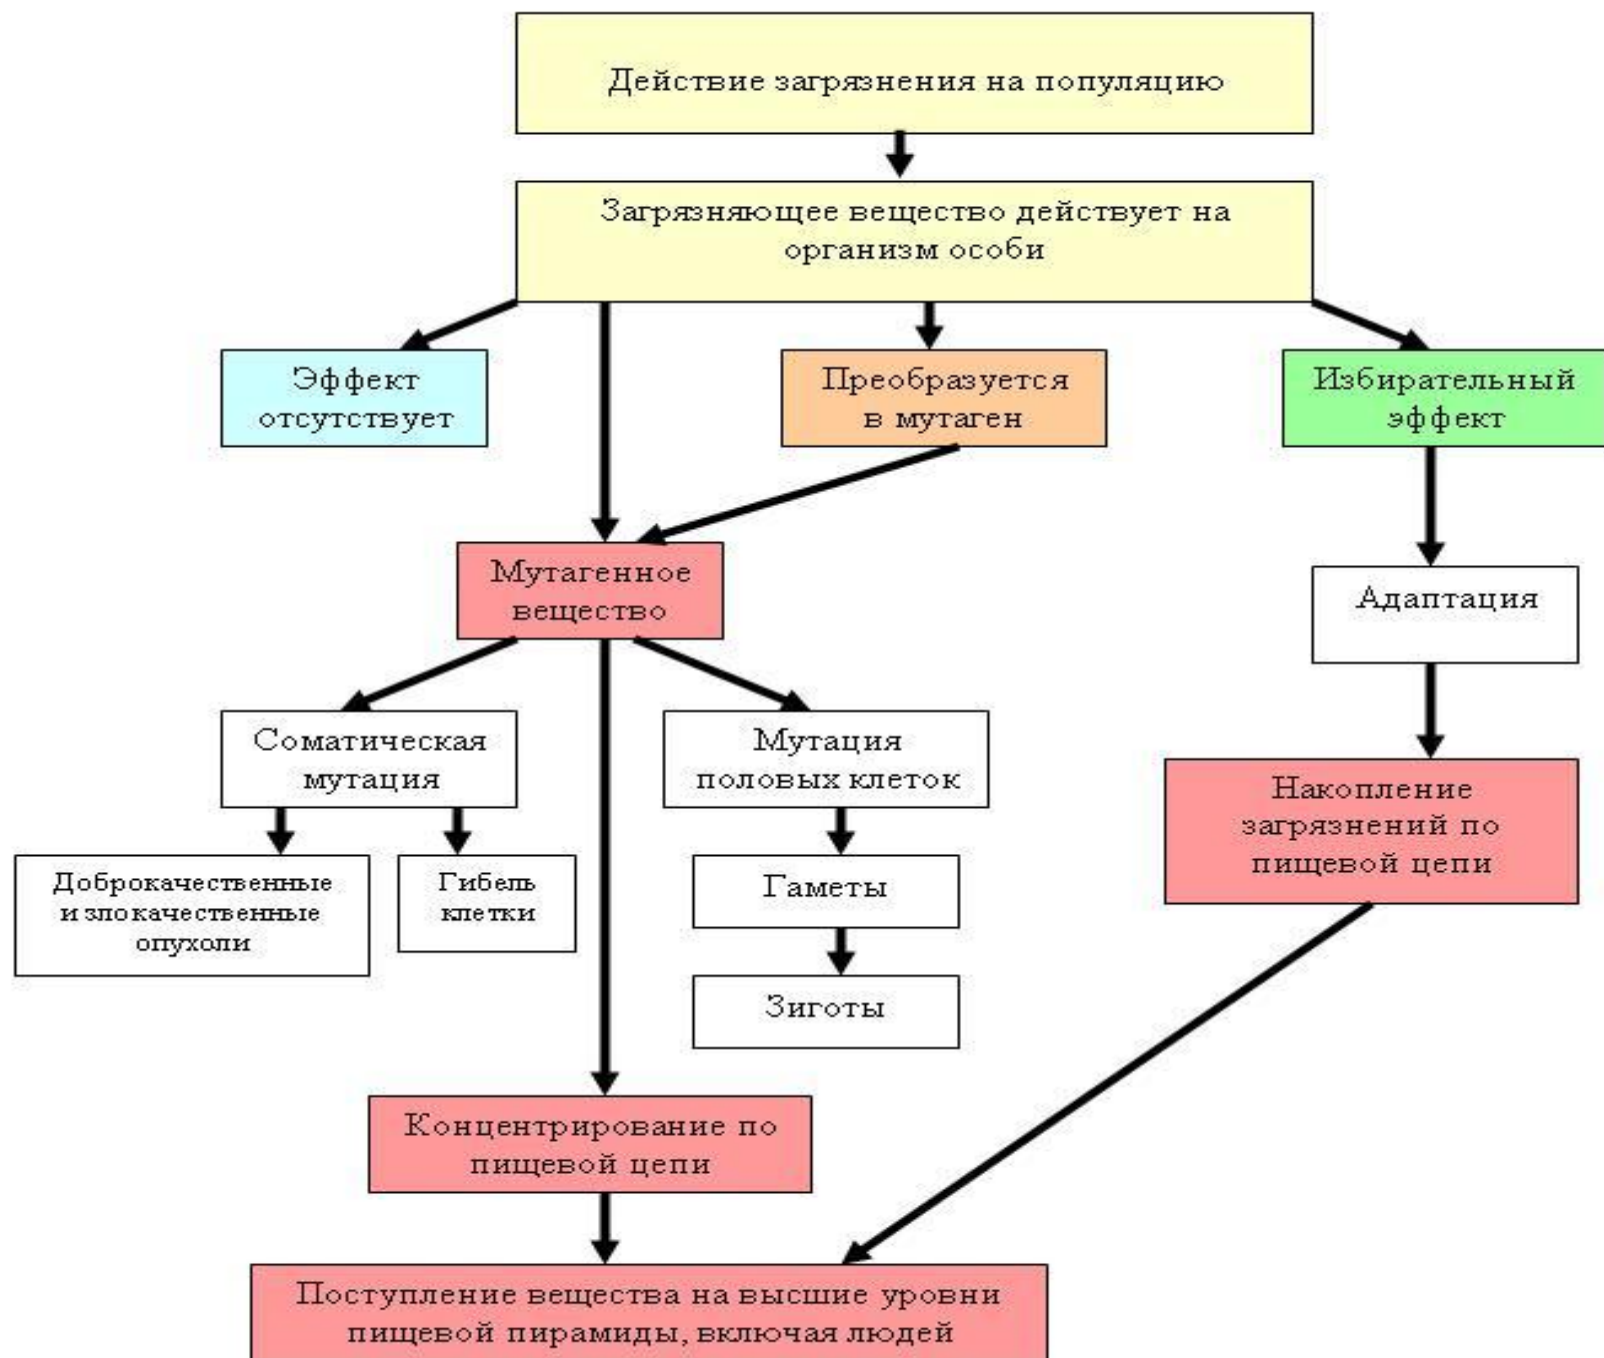 Действие загрязнения на популяцию
Загрязняющее вещество действует на
организм особи
Эффект
отсутствует
Преобразуется
в мутаген
Избирательный
эффект
Мутагенное
вещество
Адаптация
Соматическая
мутация
Мутация
половых клеток
Накопление
загрязнений по
пищевой цепи
Доброкачественные
и злокачественные
опухоли
Гибель
клетки
Гаметы
Зиготы
Концентрирование по
пищевой цепи
Поступление вещества на высшие уровни
пищевой пирамиды, включая людей